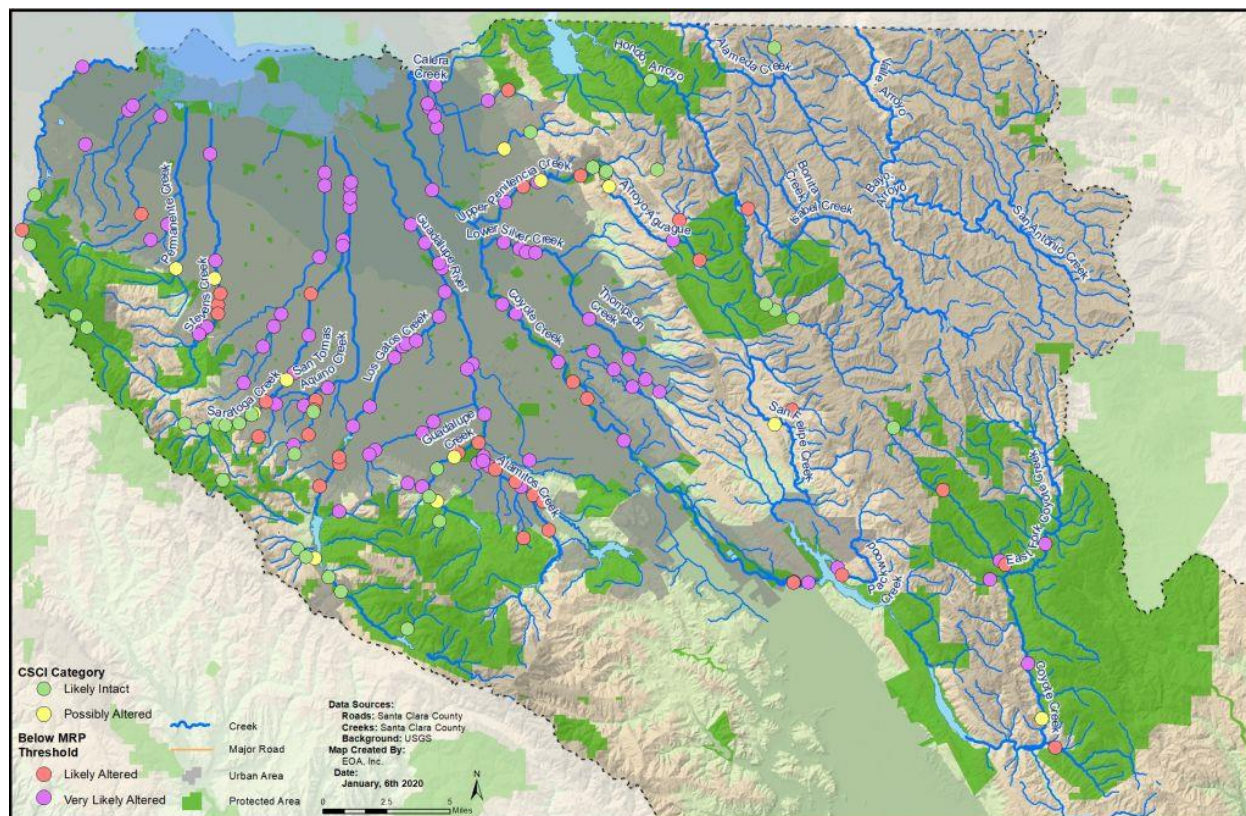 Calera
Creek
Hondo, Arroyo
Alameda Creek
Valle, Arroyo
Permanente Creek
Stevens Creek
Upper Penitencia Creek
Arroyo Aguague
Bonita
Creek
Isabel Creek
Bayo,
Arroyo
San Antonio Creek
Lower Silver Creek
Guadalupe River
Coyote Creek
Thompson
Creek
Los Gatos Creek
San Tomas
Aquino Creek
Saratoga Creek
Guadalupe
Creek
Alamitos Creek
San Felipe Creek
Packwood
Creek
East Fork Coyote Creek
Coyote Creek
CSCI Category
Likely Intact
Possibly Altered
Below MRP
Threshold
Likely Altered
Very Likely Altered
Creek
Major Road
Urban Area
Protected Area
Data Sources:
Roads: Santa Clara County
Creeks: Santa Clara County
Background: USGS
Map Created By:
EOA, Inc.
Date:
January, 6th 2020
N
0 2.5 5
Miles